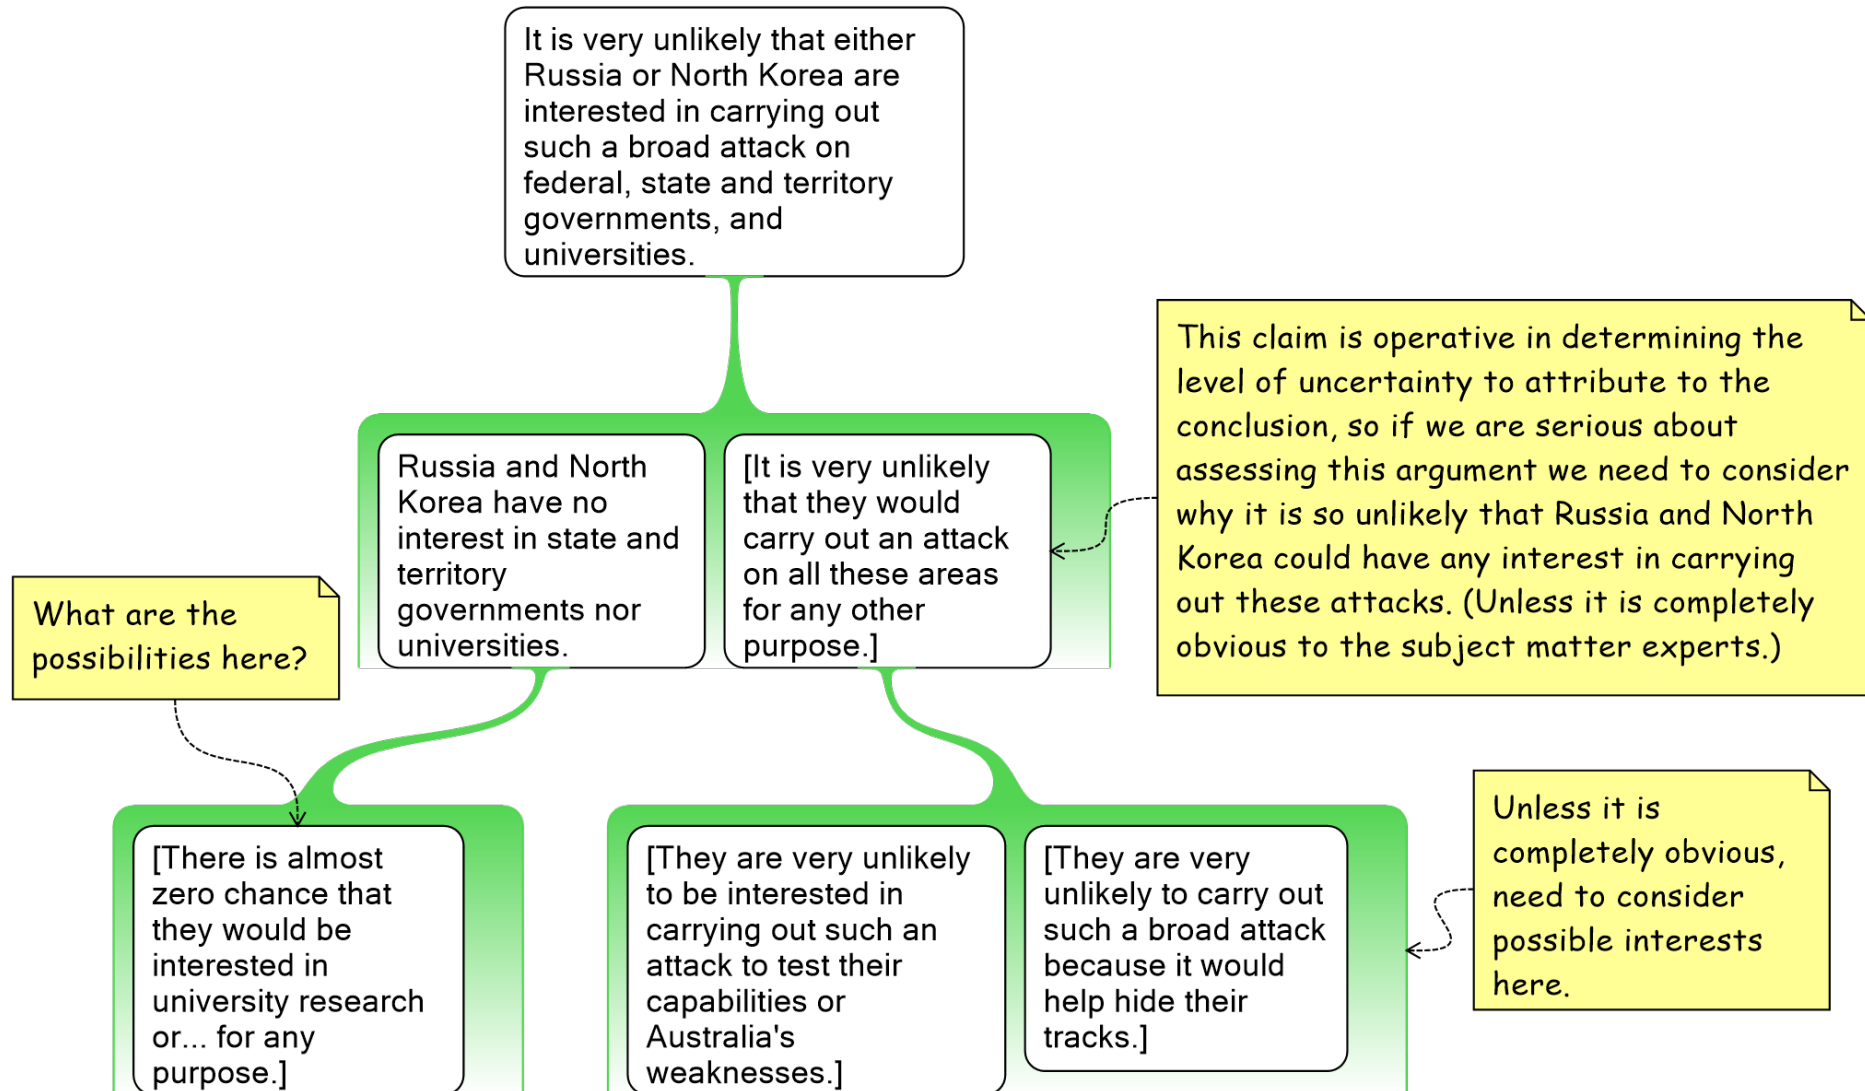 It is very unlikely that either
Russia or North Korea are
interested in carrying out
such a broad attack on
federal, state and territory
governments, and
universities.
Russia and North
Korea have no
interest in state and
territory
governments nor
universities.
[It is very unlikely
that they would
carry out an attack
on all these areas
for any other
purpose.]
This claim is operative in determining the
level of uncertainty to attribute to the
conclusion, so if we are serious about
assessing this argument we need to consider
why it is so unlikely that Russia and North
Korea could have any interest in carrying
out these attacks. (Unless it is completely
obvious to the subject matter experts.)
What are the
possibilities here?
[There is almost
zero chance that
they would be
interested in
university research
or... for any
purpose.]
[They are very unlikely
to be interested in
carrying out such an
attack to test their
capabilities or
Australia's
weaknesses.]
[They are very
unlikely to carry out
such a broad attack
because it would
help hide their
tracks.]
Unless it is
completely obvious,
need to consider
possible interests
here.